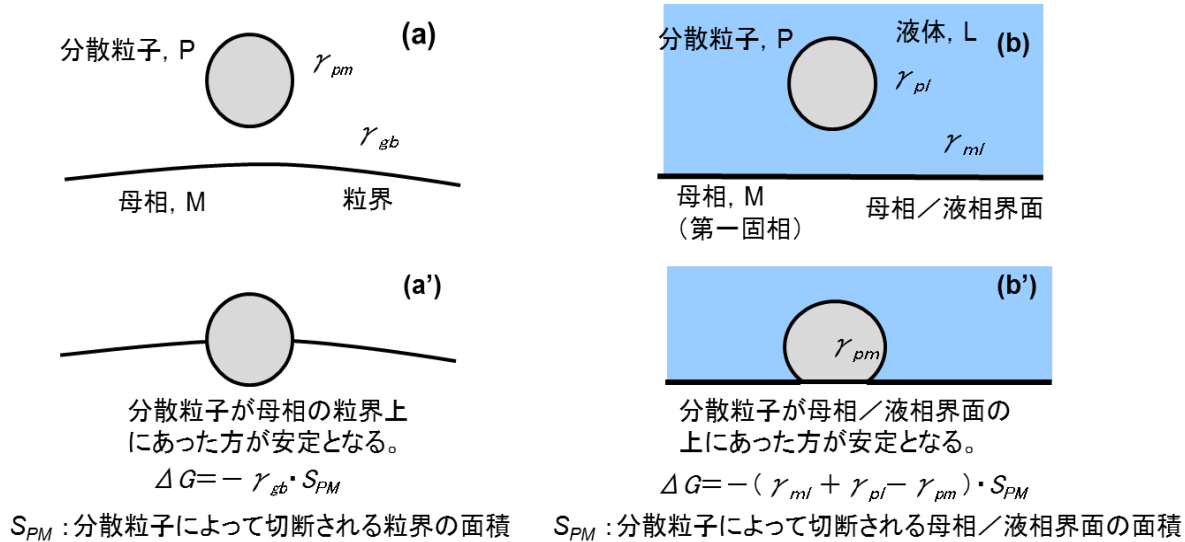 (a)
分散粒子, P
γpm
γgb
母相, M
粒界
(a’)
分散粒子が母相の粒界上
にあった方が安定となる。
ΔG=-γgb・SPM
SPM：分散粒子によって切断される粒界の面積
分散粒子, P
液体, L
(b)
γpl
γml
母相, M
（第一固相）
母相／液相界面
(b’)
γpm
分散粒子が母相／液相界面の
上にあった方が安定となる。
ΔG=-(γml+γpl-γpm)・SPM
SPM：分散粒子によって切断される母相／液相界面の面積